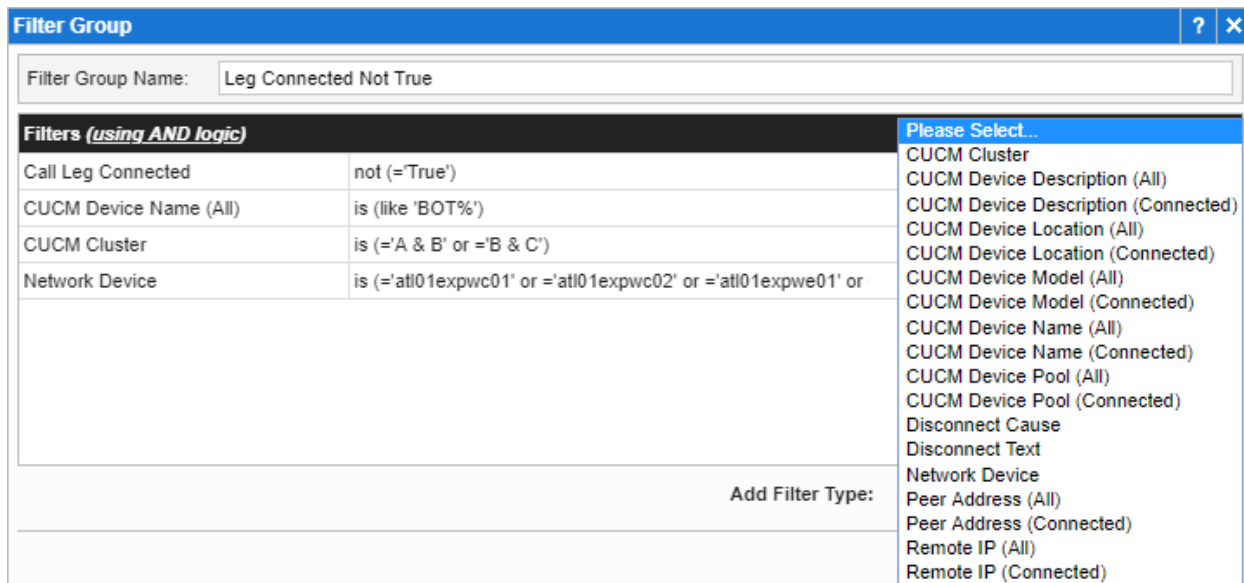 Filter Group ? X
Filter Group Name: Leg Connected Not True
Filters (using AND logic)
Call Leg Connected not (='True')
CUCM Device Name (All) is (like 'BOT%')
CUCM Cluster is (='A & B' or ='B & C')
Network Device is (='atl01expwc01' or ='atl01expwc02' or ='atl01expwe01' or
Add Filter Type:
Please Select...
CUCM Cluster
CUCM Device Description (All)
CUCM Device Description (Connected)
CUCM Device Location (All)
CUCM Device Location (Connected)
CUCM Device Model (All)
CUCM Device Model (Connected)
CUCM Device Name (All)
CUCM Device Name (Connected)
CUCM Device Pool (All)
CUCM Device Pool (Connected)
Disconnect Cause
Disconnect Text
Network Device
Peer Address (All)
Peer Address (Connected)
Remote IP (All)
Remote IP (Connected)